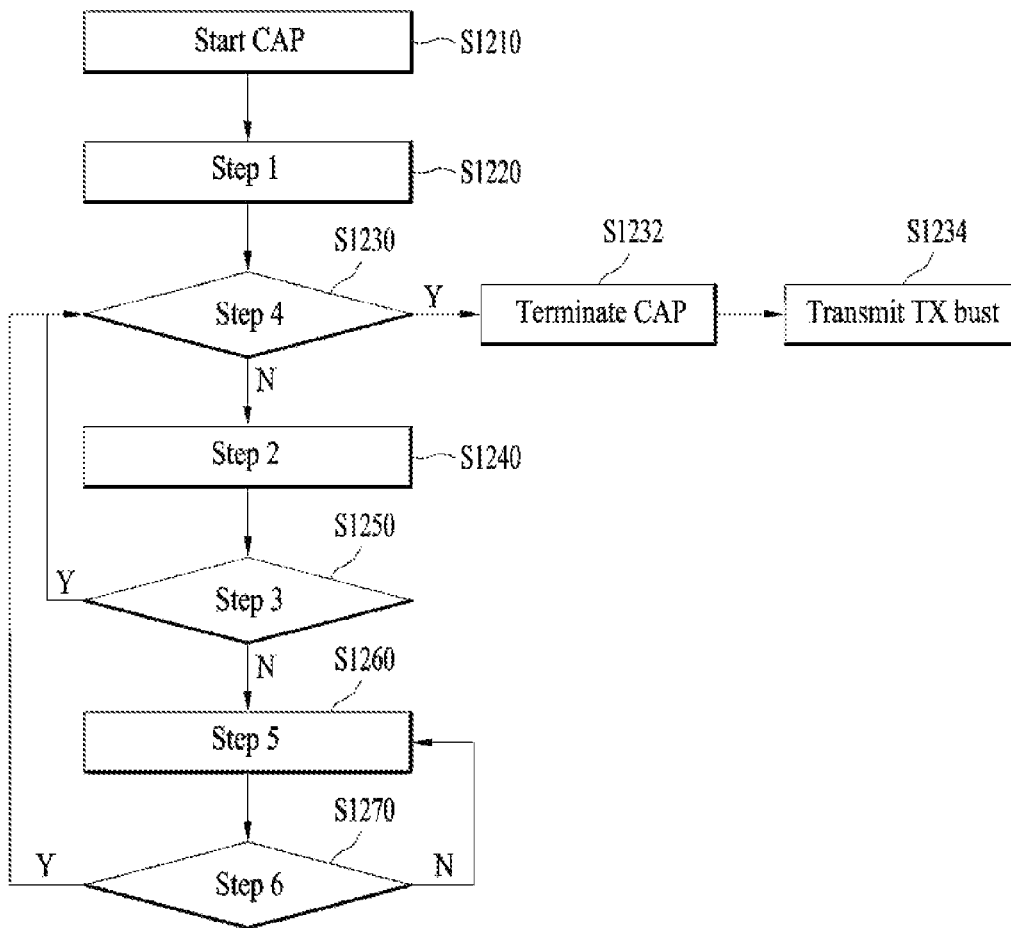 Start CAP
S1210
Step 1
S1220
S1230
Step 4
Y
S1232
Terminate CAP
S1234
Transmit TX bust
N
Step 2
S1240
S1250
Y
Step 3
N
S1260
Step 5
S1270
Y
Step 6
N